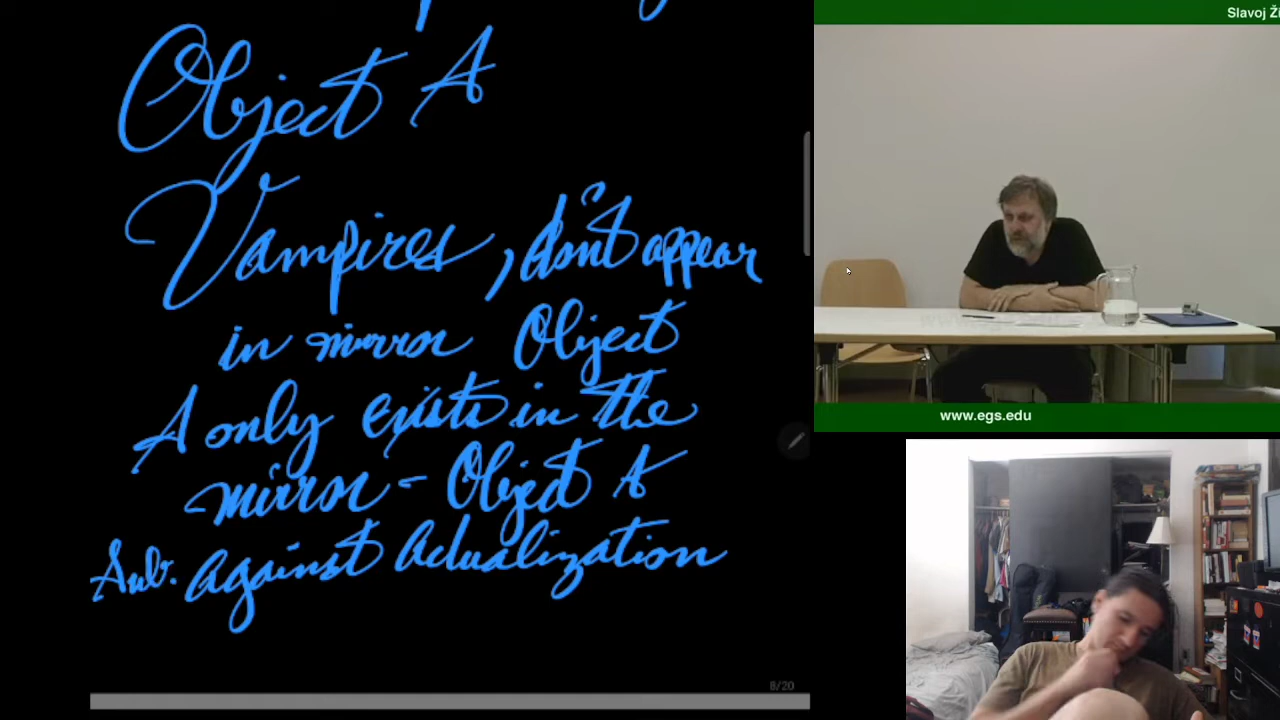 Object A
Vampires, don't appear
in mirror Object
A only exists in the
mirror - Object A
Sub. against actualization
8/20
Slavoj Ži
www.egs.edu